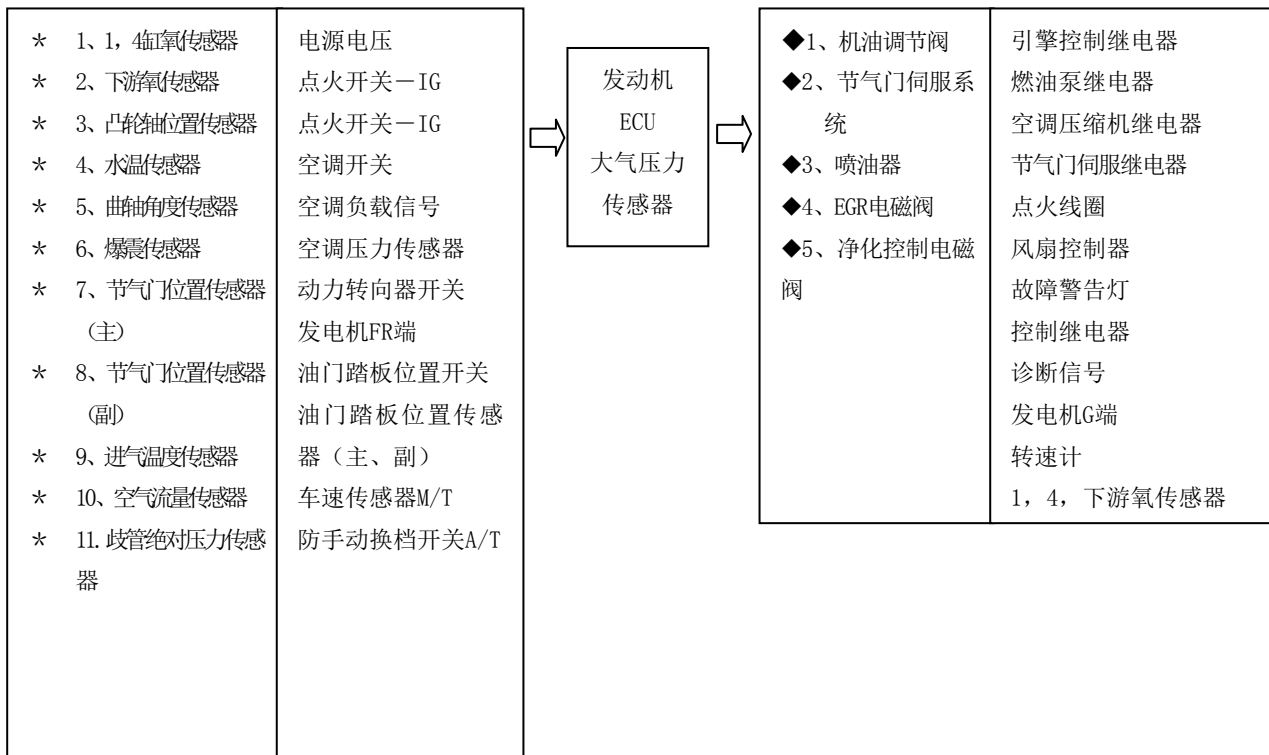 * 1、1，4缸氧传感器
* 2、下游氧传感器
* 3、凸轮轴位置传感器
* 4、水温传感器
* 5、曲轴角度传感器
* 6、爆震传感器
* 7、节气门位置传感器
（主）
* 8、节气门位置传感器
（副）
* 9、进气温度传感器
* 10、空气流量传感器
* 11.歧管绝对压力传感
器
电源电压
点火开关－IG
点火开关－IG
空调开关
空调负载信号
空调压力传感器
动力转向器开关
发电机FR端
油门踏板位置开关
油门踏板位置传感
器（主、副）
车速传感器M/T
防手动换档开关A/T
发动机
ECU
大气压力
传感器
◆1、机油调节阀
◆2、节气门伺服系
统
◆3、喷油器
◆4、EGR电磁阀
◆5、净化控制电磁
阀
引擎控制继电器
燃油泵继电器
空调压缩机继电器
节气门伺服继电器
点火线圈
风扇控制器
故障警告灯
控制继电器
诊断信号
发电机G端
转速计
1，4，下游氧传感器